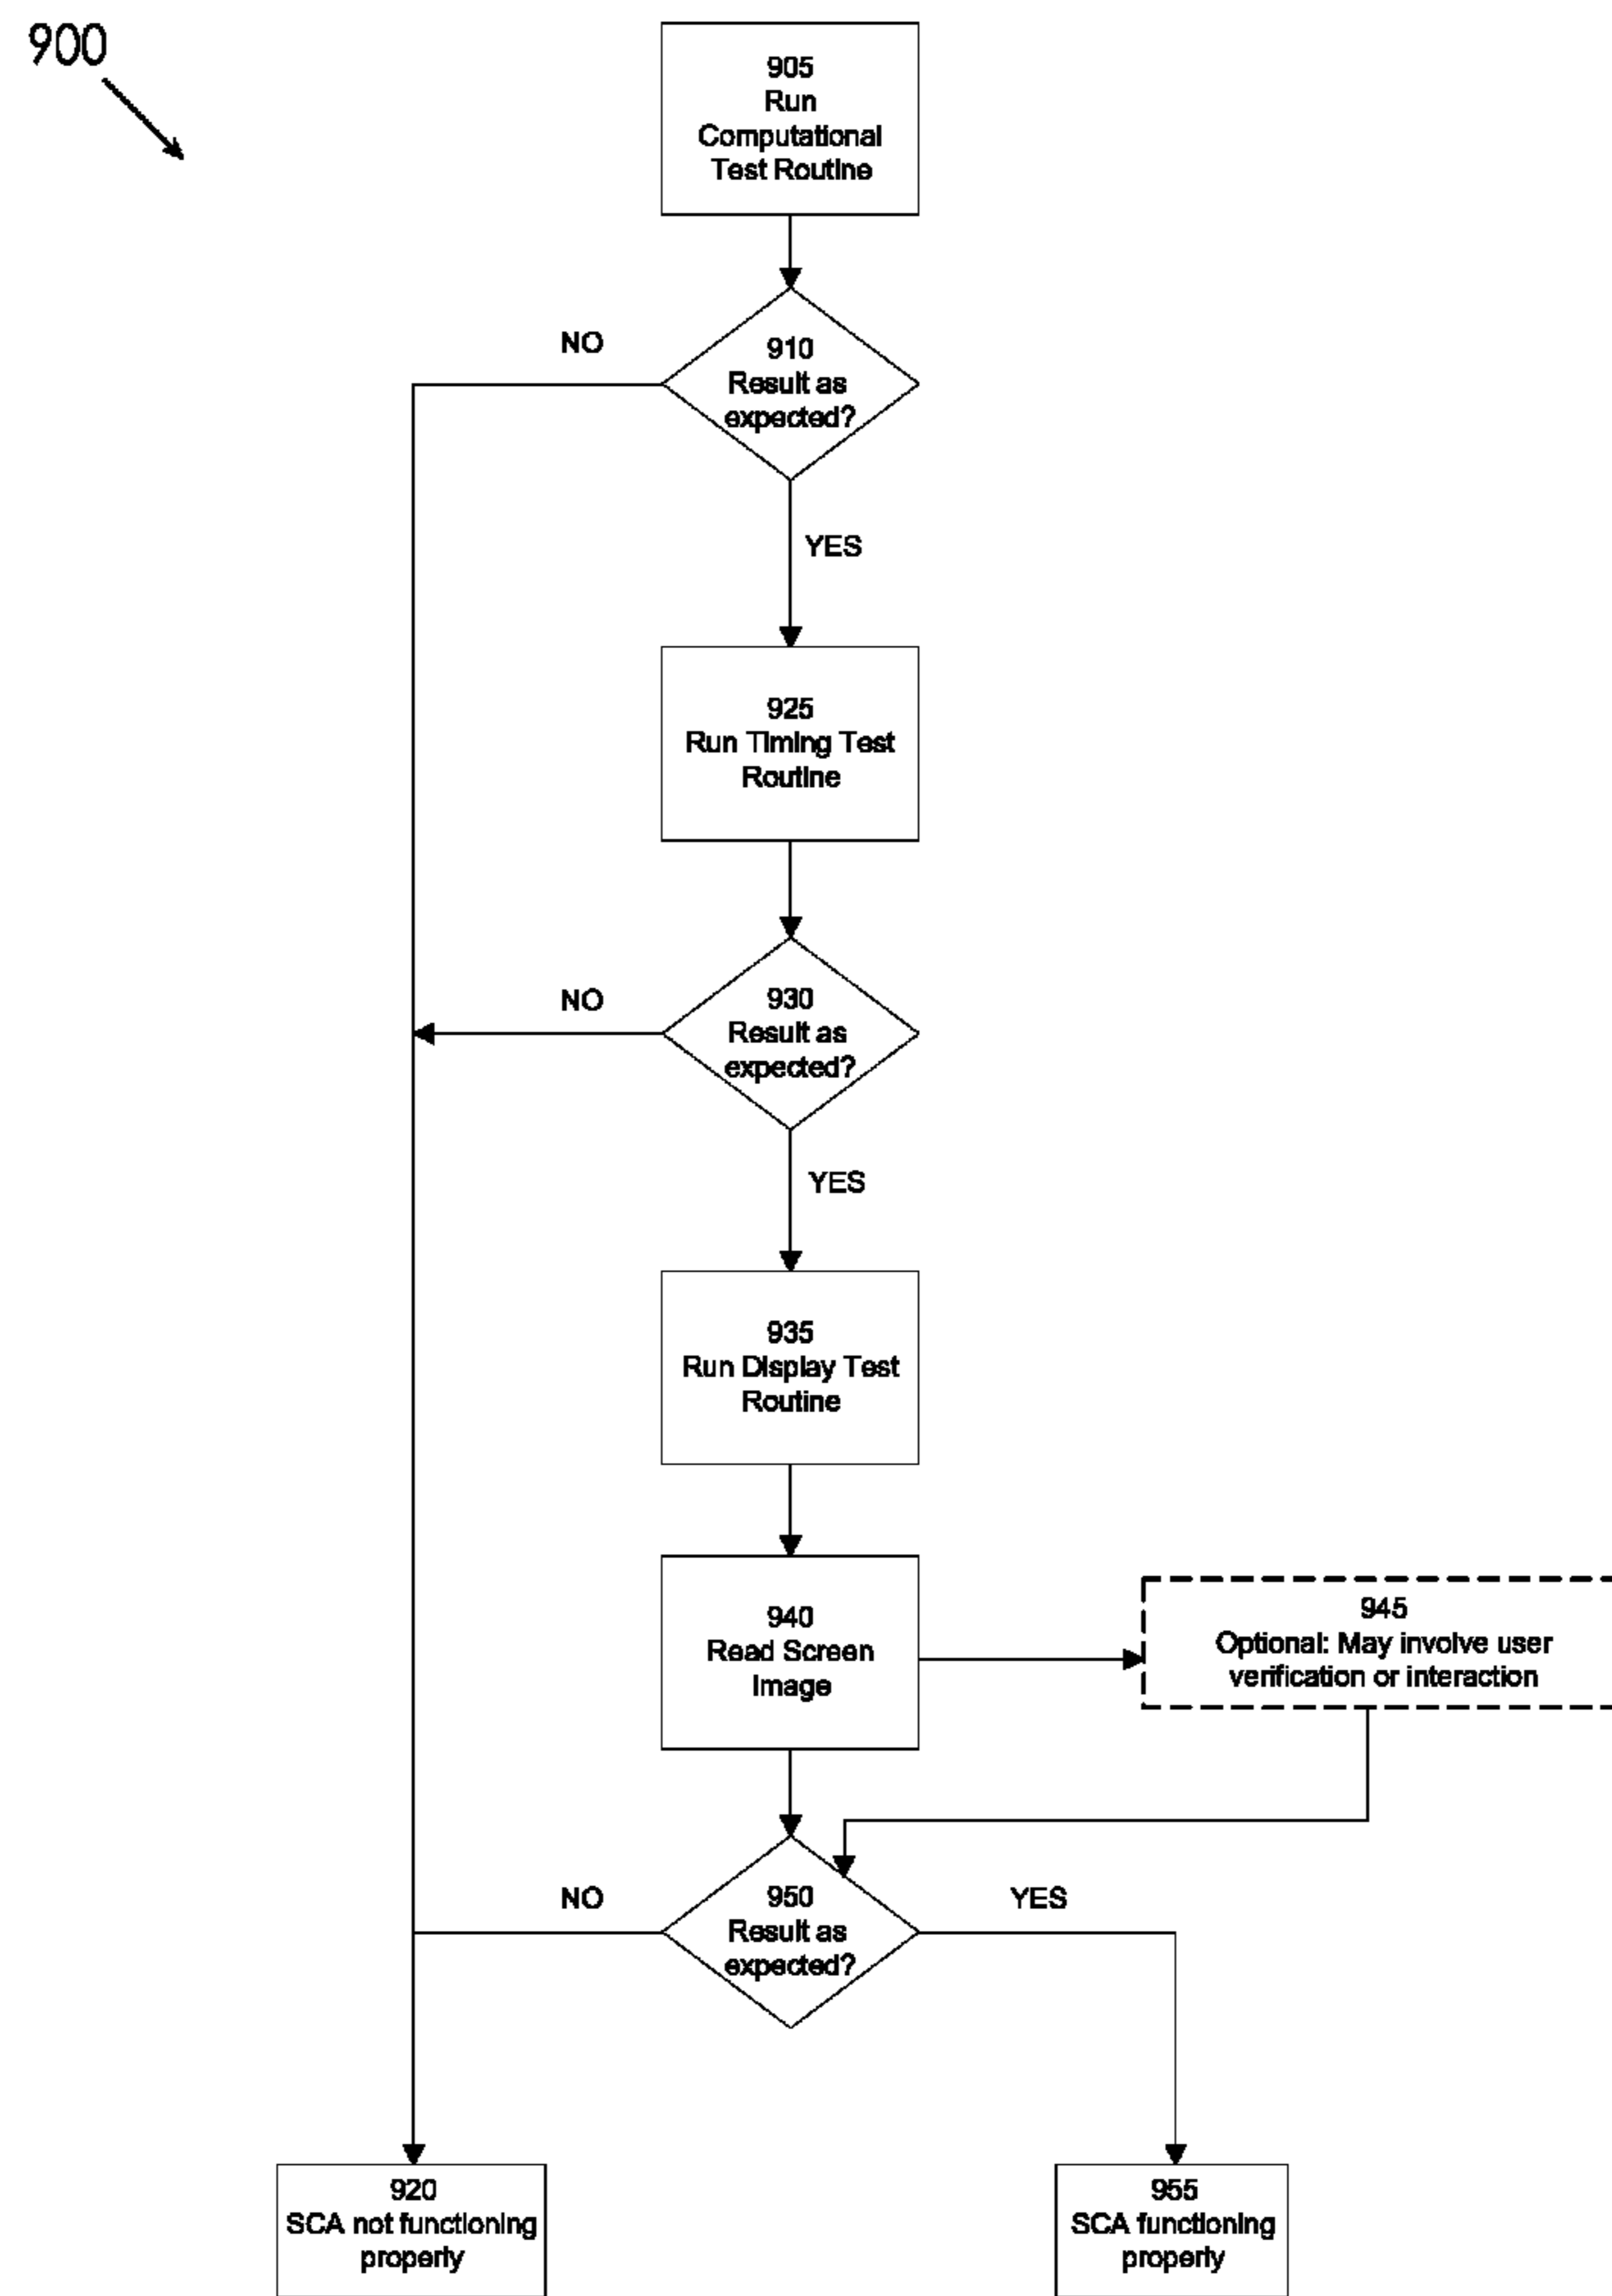 900
905
Run
Computational
Test Routine
NO
910
Result as
expected?
YES
925
Run Timing Test
Routine
NO
930
Result as
expected?
YES
935
Run Display Test
Routine
940
Read Screen
Image
945
Optional: May involve user
verification or interaction
NO
950
Result as
expected?
YES
920
SCA not functioning
properly
955
SCA functioning
properly